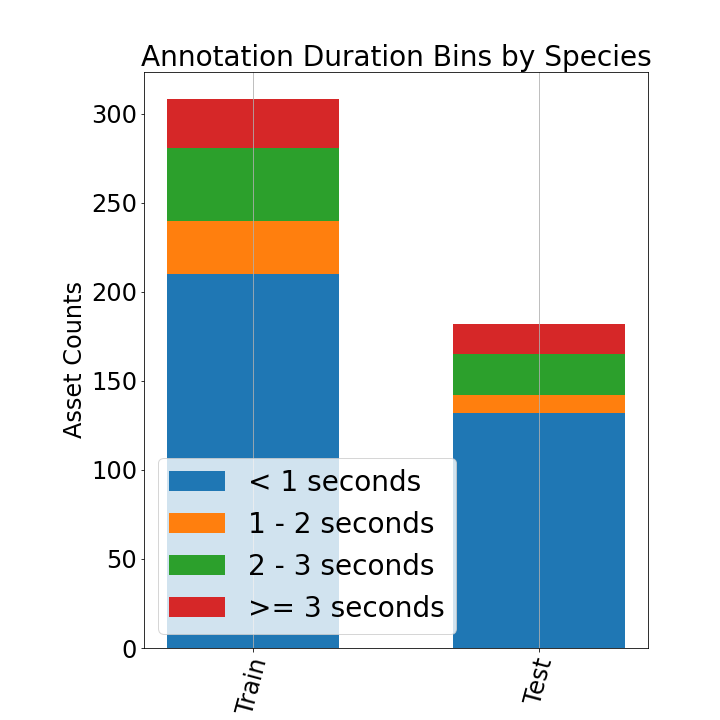 Annotation Duration Bins by Species
300
250
200
150
100
50
0
Asset Counts
< 1 seconds
1 - 2 seconds
2 - 3 seconds
>= 3 seconds
Train
Test